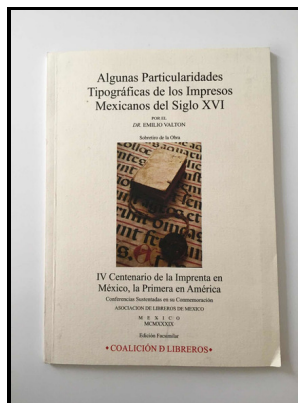 Algunas Particularidades
Tipográficas de los Impresos
Mexicanos del Siglo XVI
POR EL
DR. EMILIO VALTON
Sobretiro de la Obra
IV Centenario de la Imprenta en
México, la Primera en América
Conferencias Sustentadas en su Conmemoración
ASOCIACION DE LIBREROS DE MEXICO
M E X I C O
MCMXXXIX
Edición Facsimilar
• COALICIÓN D LIBREROS •